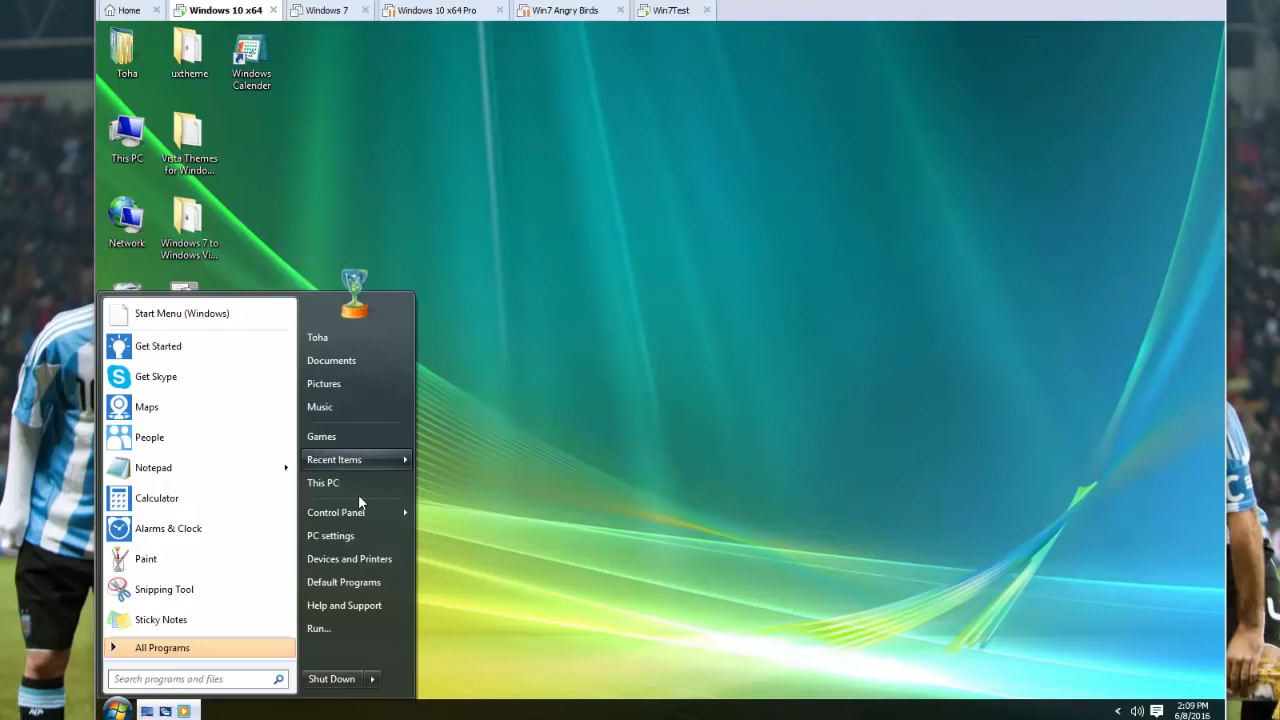 Home
Windows 10 x64
Windows 7
Windows 10 x64 Pro
Win7 Angry Birds
Win7Test
Toha
uxtheme
Windows
Calender
This PC
Vista Themes
for Windo...
Network
Windows 7 to
Windows Vi...
Start Menu (Windows)
Get Started
Get Skype
Maps
People
Notepad
Calculator
Alarms & Clock
Paint
Snipping Tool
Sticky Notes
All Programs
Search programs and files
Toha
Documents
Pictures
Music
Games
Recent Items
This PC
Control Panel
PC settings
Devices and Printers
Default Programs
Help and Support
Run...
Shut Down
2:09 PM
6/8/2016